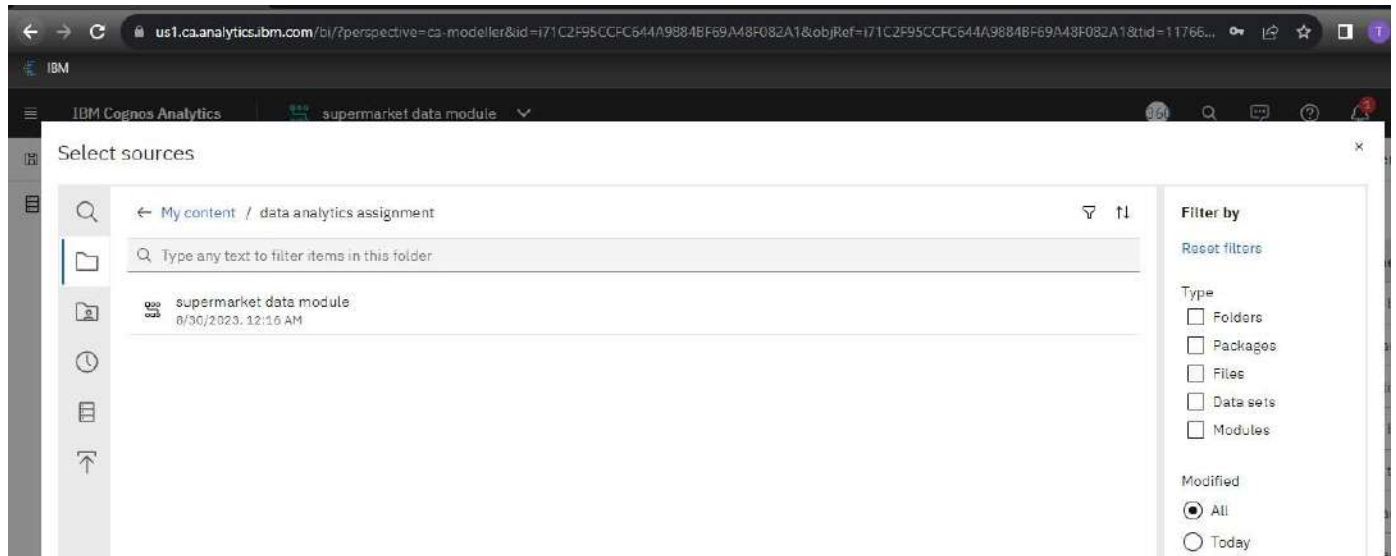 us1.ca.analytics.ibm.com/bi/?perspective=ca-modeller&id=i71C2F95CCFC644A9884BF69A48F082A1&objRef=i71C2F95CCFC644A9884BF69A48F082A1&tid=11766...
IBM
IBM Cognos Analytics supermarket data module
Select sources
My content / data analytics assignment
Type any text to filter items in this folder
supermarket data module
8/30/2023, 12:16 AM
Filter by
Reset filters
Type
Folders
Packages
Files
Data sets
Modules
Modified
All
Today